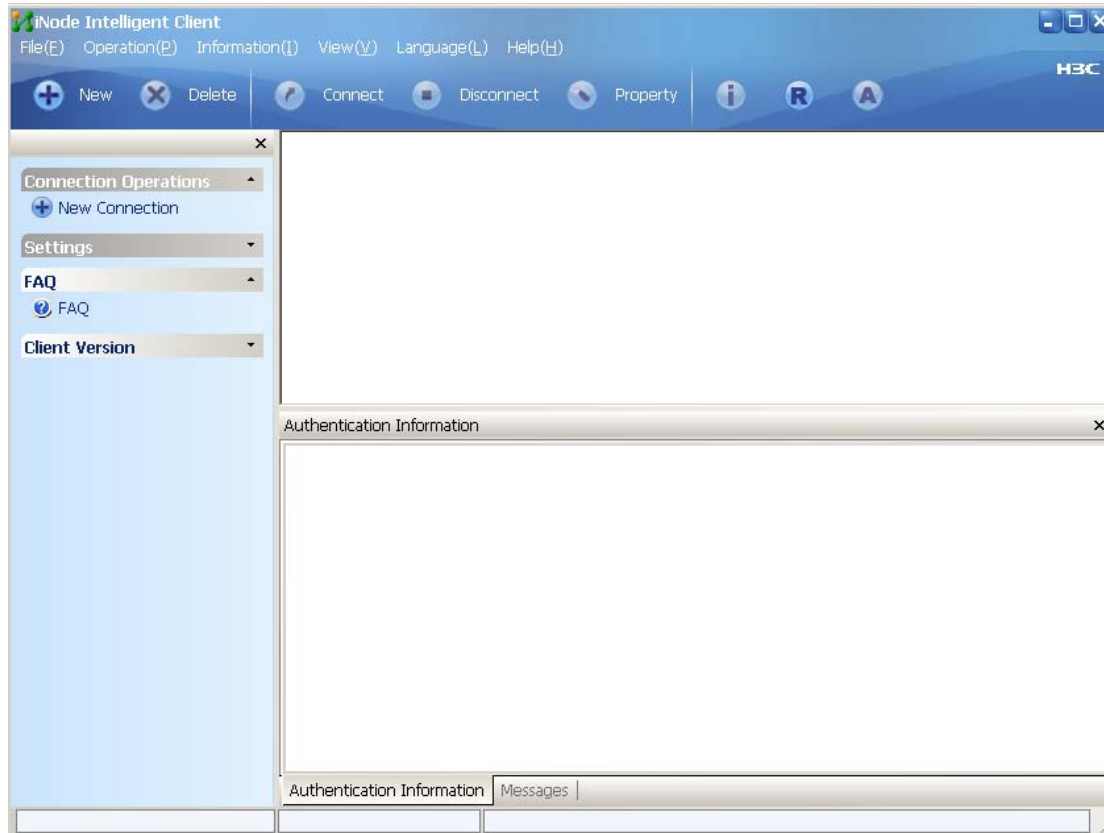 iNode Intelligent Client
File(F) Operation(P) Information(I) View(V) Language(L) Help(H)
H3C
New Delete Connect Disconnect Property i R A
Connection Operations
New Connection
Settings
FAQ
FAQ
Client Version
Authentication Information
Authentication Information Messages